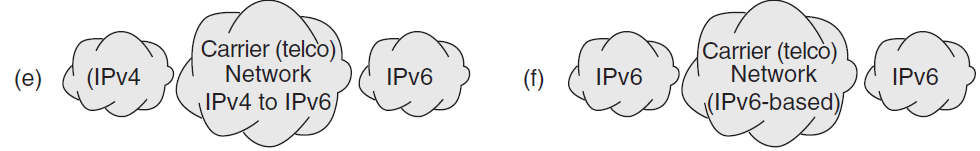 (e)
(IPv4
Carrier (telco)
Network
IPv4 to IPv6
IPv6
(f)
IPv6
Carrier (telco)
Network
(IPv6-based)
IPv6